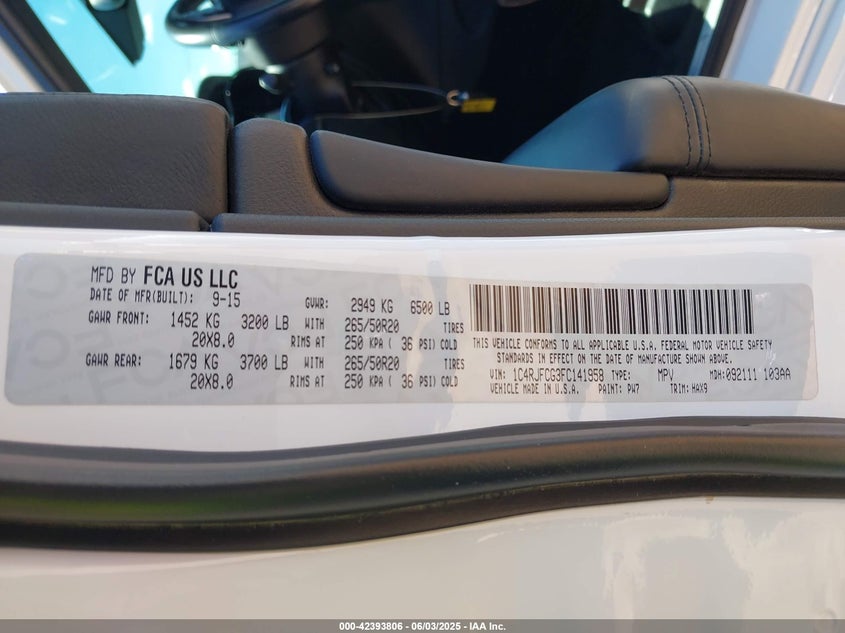 MFD BY FCA US LLC
DATE OF MFR(BUILT): 9-15 GVWR: 2949 KG 6500 LB
GAWR FRONT: 1452 KG 3200 LB WITH 265/50R20 TIRES
20X8.0 RIMS AT 250 KPA ( 36 PSI) COLD
GAWR REAR: 1679 KG 3700 LB WITH 265/50R20 TIRES
20X8.0 RIMS AT 250 KPA ( 36 PSI) COLD
THIS VEHICLE CONFORMS TO ALL APPLICABLE U.S.A. FEDERAL MOTOR VEHICLE SAFETY
STANDARDS IN EFFECT ON THE DATE OF MANUFACTURE SHOWN ABOVE.
VIN: 1C4RJFCG3FC141958 TYPE: MPV MDH:092111 103AA
VEHICLE MADE IN U.S.A. PAINT: PW7 TRIM: HAX9
000-42393806 - 06/03/2025 - IAA Inc.